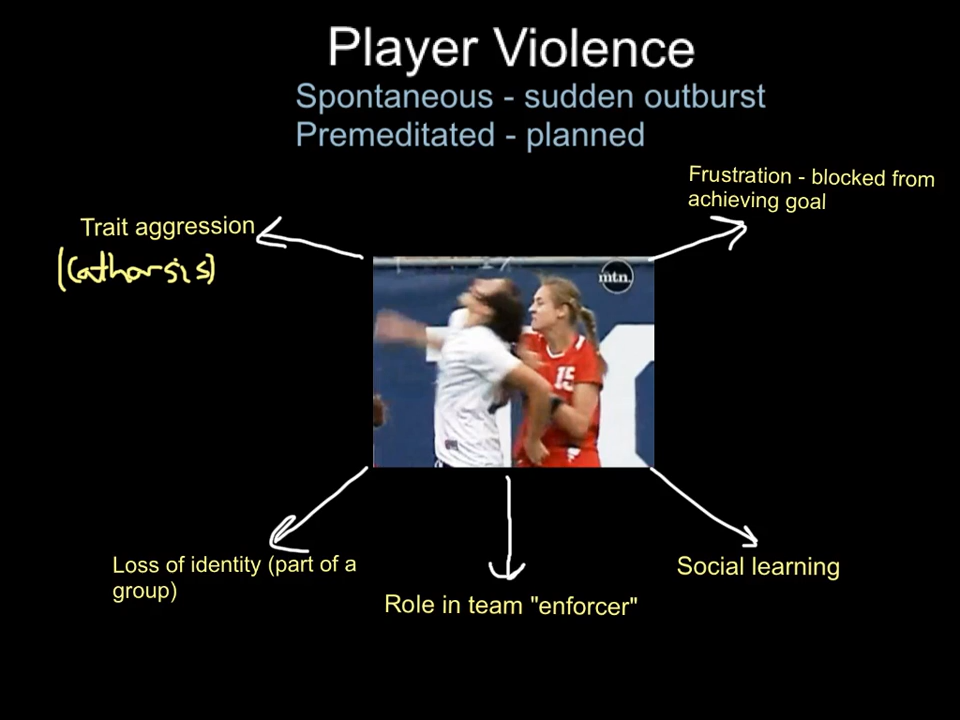 Player Violence
Spontaneous - sudden outburst
Premeditated - planned
Frustration - blocked from
achieving goal
Trait aggression
(Catharsis)
mtn.
15
Loss of identity (part of a
group)
Role in team "enforcer"
Social learning